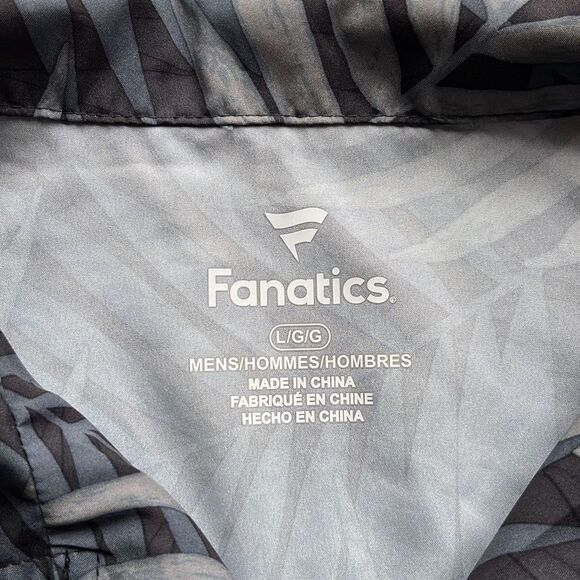 Fanatics®
L/G/G
MENS/HOMMES/HOMBRES
MADE IN CHINA
FABRIQUÉ EN CHINE
HECHO EN CHINA